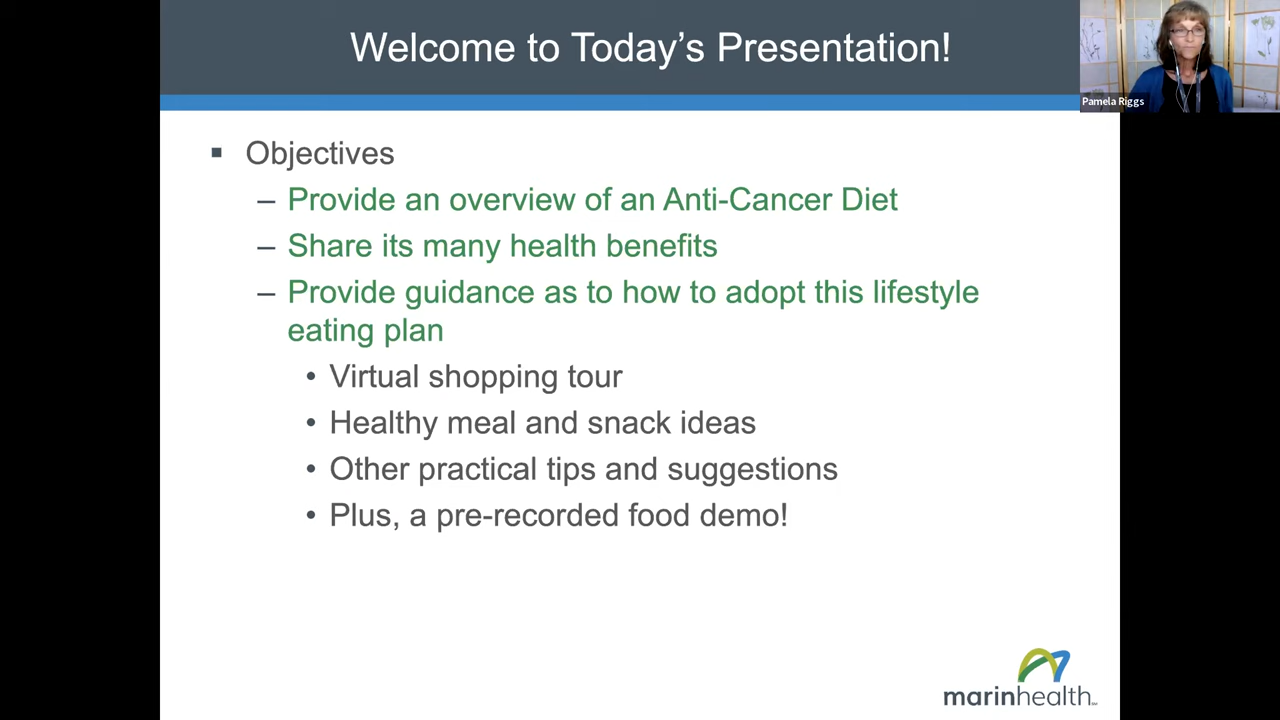 Welcome to Today’s Presentation!
Pamela Riggs
▪ Objectives
– Provide an overview of an Anti-Cancer Diet
– Share its many health benefits
– Provide guidance as to how to adopt this lifestyle
eating plan
• Virtual shopping tour
• Healthy meal and snack ideas
• Other practical tips and suggestions
• Plus, a pre-recorded food demo!
marinhealth